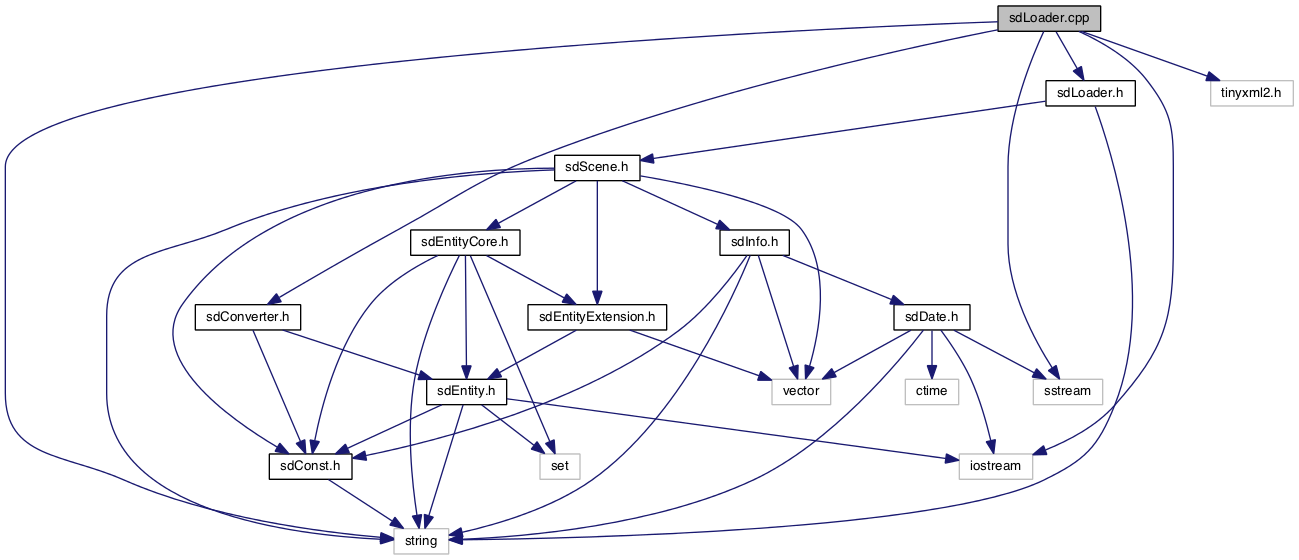 sdLoader.cpp
sdLoader.h
tinyxml2.h
sdScene.h
sdEntityCore.h
sdInfo.h
sdConverter.h
sdEntityExtension.h
sdDate.h
sdEntity.h
vector
ctime
sstream
sdConst.h
set
iostream
string